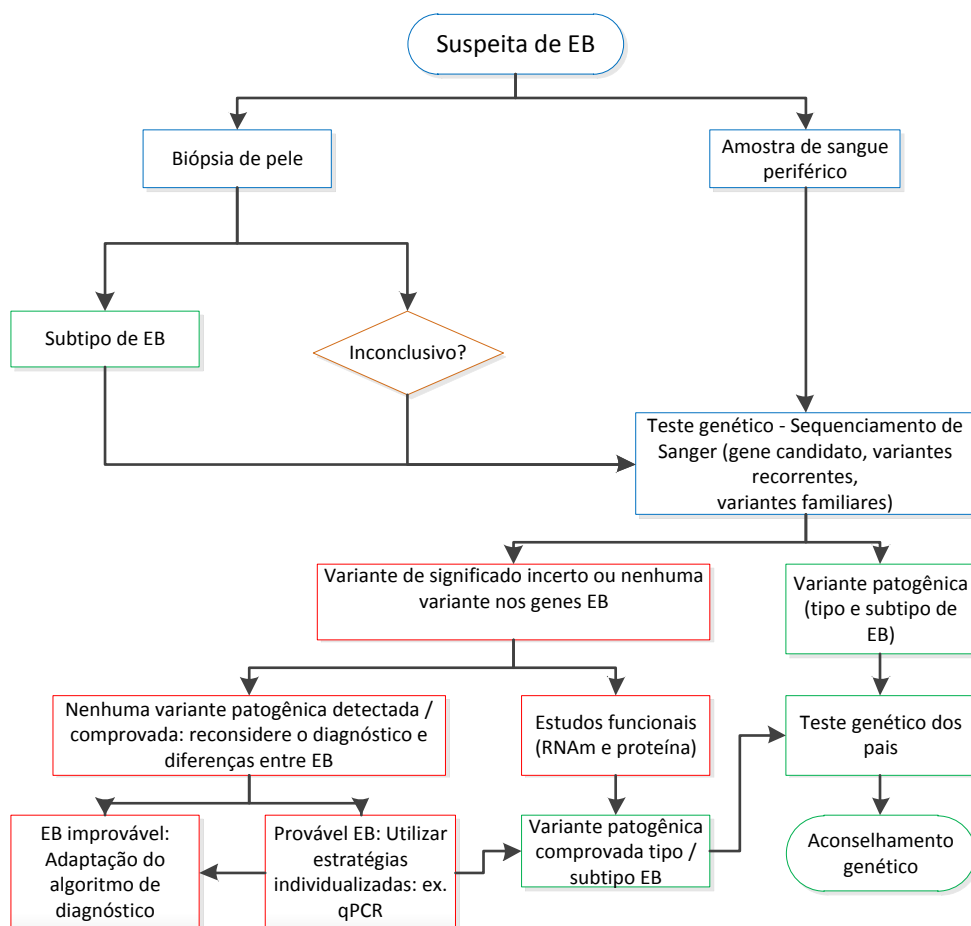 Suspeita de EB
Biópsia de pele
Amostra de sangue
periférico
Subtipo de EB
Inconclusivo?
Teste genético - Sequenciamento de
Sanger (gene candidato, variantes
recorrentes,
variantes familiares)
Variante de significado incerto ou nenhuma
variante nos genes EB
Variante patogênica
(tipo e subtipo de
EB)
Nenhuma variante patogênica detectada /
comprovada: reconsidere o diagnóstico e
diferenças entre EB
Estudos funcionais
(RNAm e proteína)
Teste genético dos
pais
EB improvável:
Adaptação do
algoritmo de
diagnóstico
Provável EB: Utilizar
estratégias
individualizadas: ex.
qPCR
Variante patogênica
comprovada tipo /
subtipo EB
Aconselhamento
genético